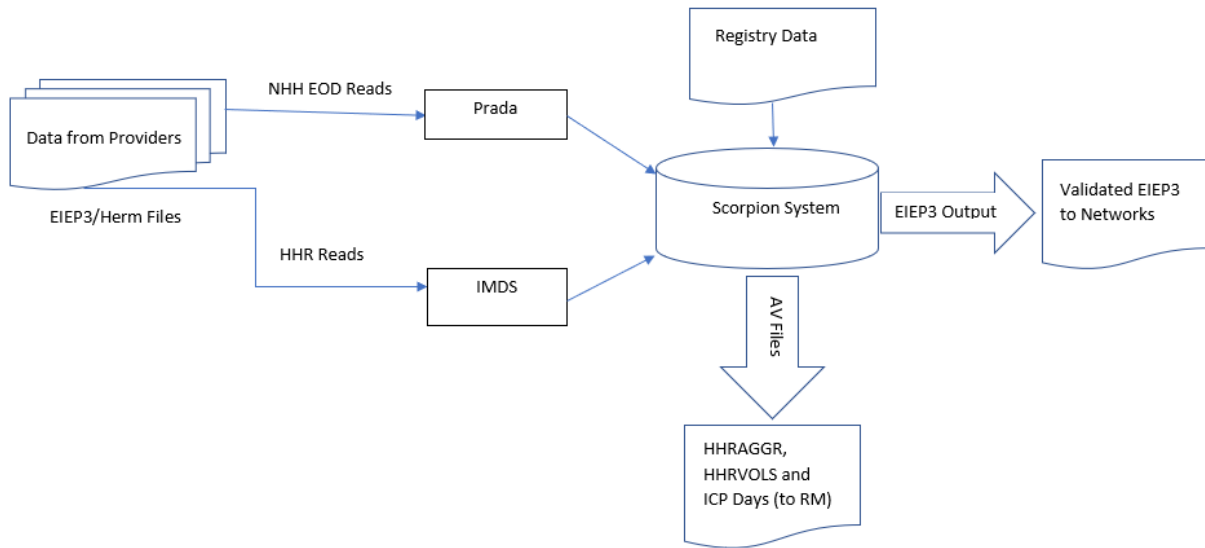 Registry Data
NHH EOD Reads
Prada
Data from Providers
EIEP3/Herm Files
HHR Reads
IMDS
Scorpion System
EIEP3 Output
Validated EIEP3
to Networks
AV Files
HHRAGGR,
HHRVOLS and
ICP Days (to RM)